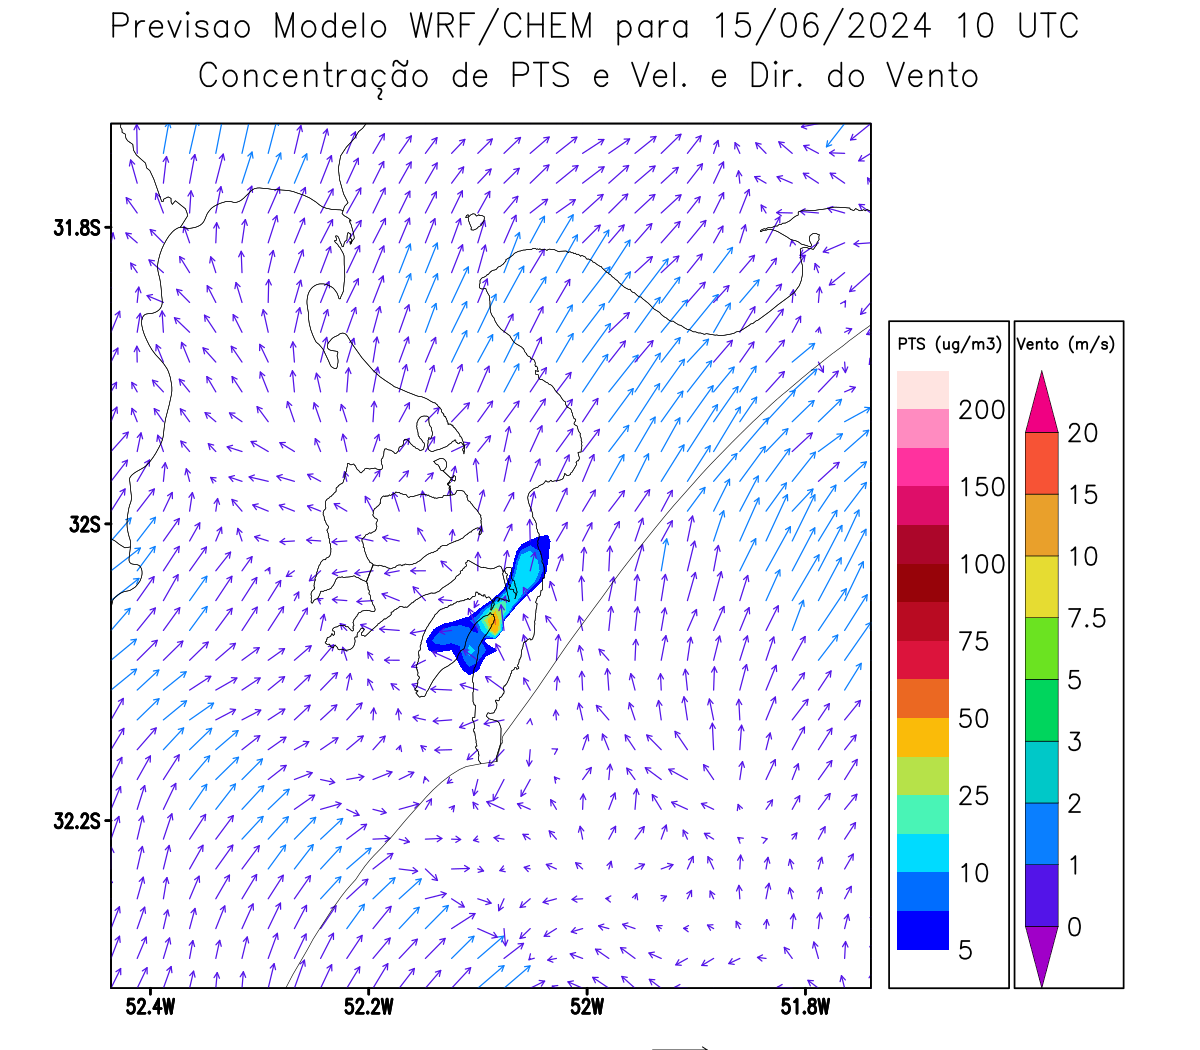 Previsao Modelo WRF/CHEM para 15/06/2024 10 UTC
Concentração de PTS e Vel. e Dir. do Vento
31.8S
32S
32.2S
52.4W
52.2W
52W
51.8W
PTS (ug/m3)
200
150
100
75
50
25
10
5
Vento (m/s)
20
15
10
7.5
5
3
2
1
0